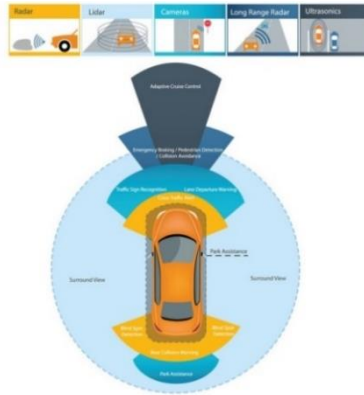 Radar
Lidar
Cameras
Long Range Radar
Ultrasonics
Adaptive Cruise Control
Emergency Braking / Pedestrian Detection
/ Collision Avoidance
Traffic Sign Recognition
Lane Departure Warning
Cross Traffic Alert
Park Assistance
Surround View
Surround View
Blind Spot
Detection
Blind Spot
Detection
Rear Collision Warning
Park Assistance